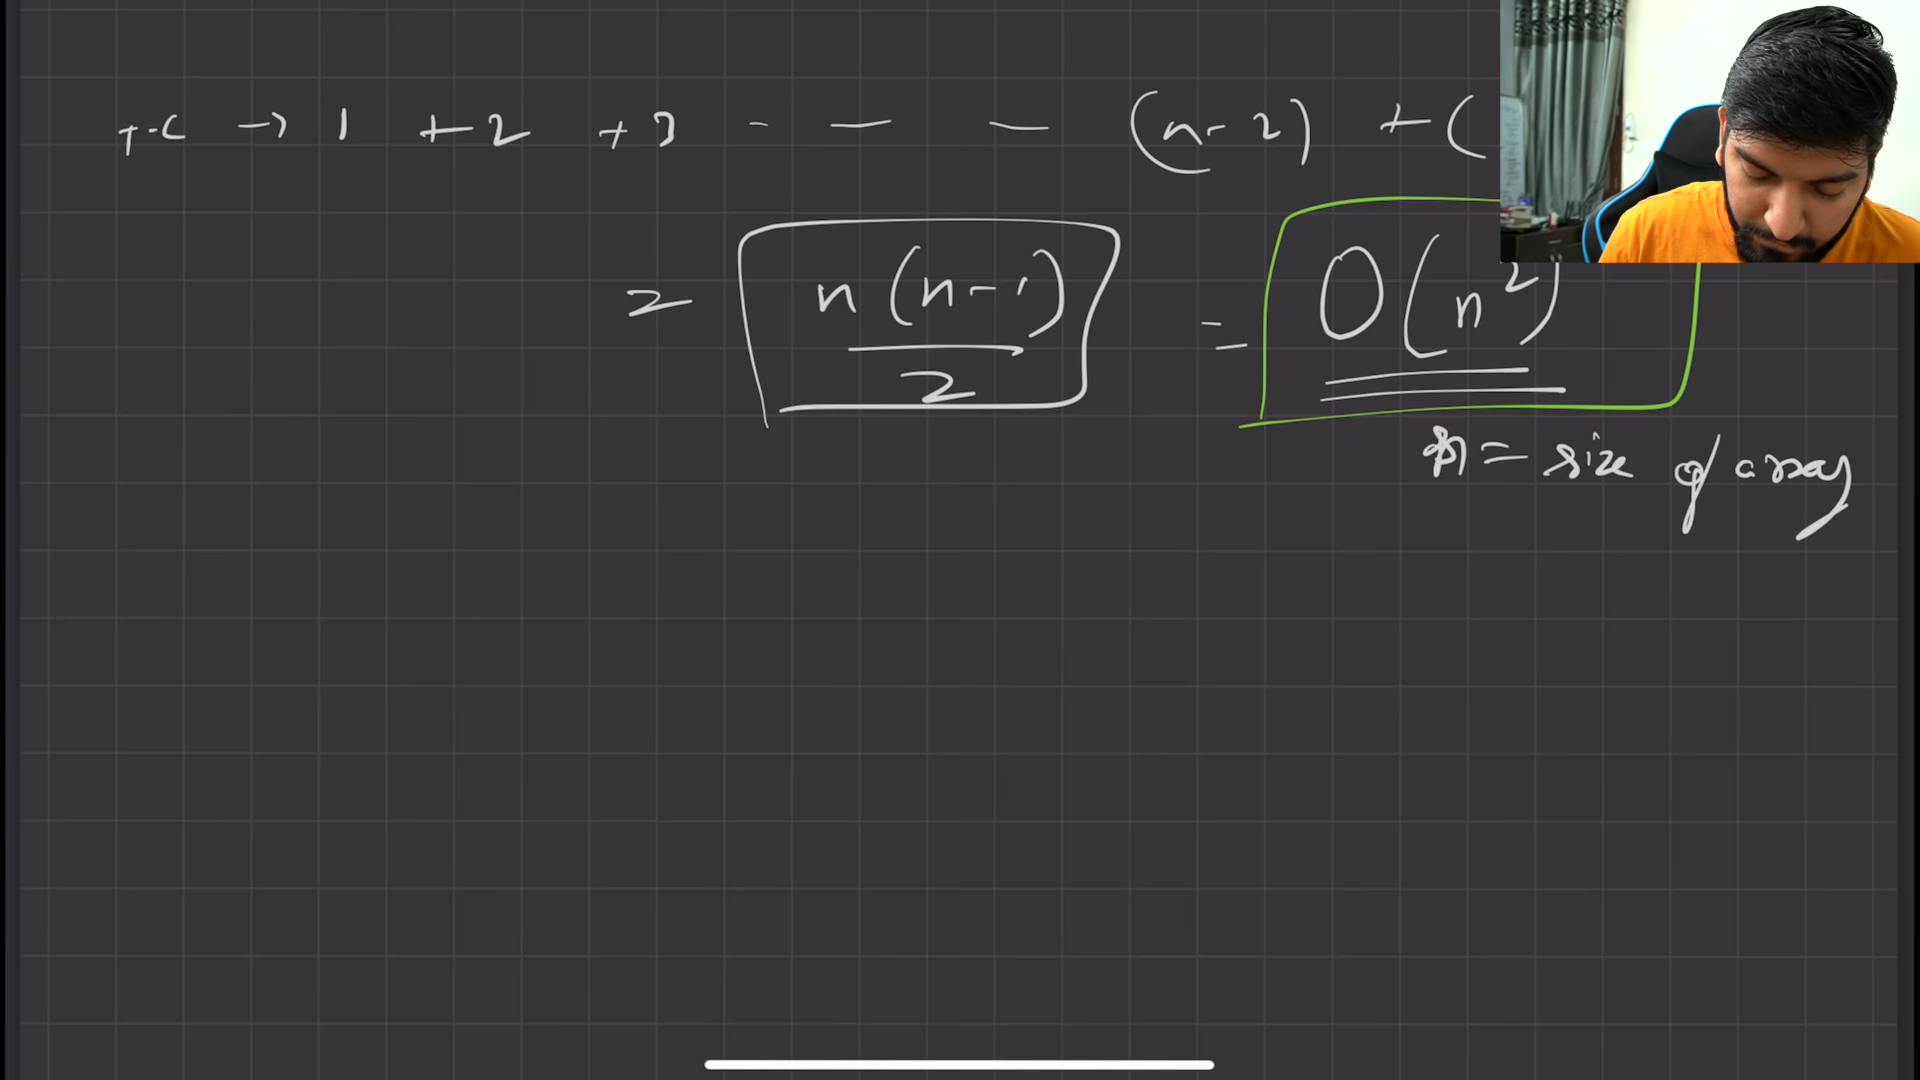 T.C → 1 + 2 + 3 - - - (n-2) + (
= n(n-1)/2 = O(n²)
n = size of array